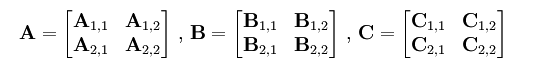 A = [A₁,₁ A₁,₂ A₂,₁ A₂,₂] , B = [B₁,₁ B₁,₂ B₂,₁ B₂,₂] , C = [C₁,₁ C₁,₂ C₂,₁ C₂,₂]